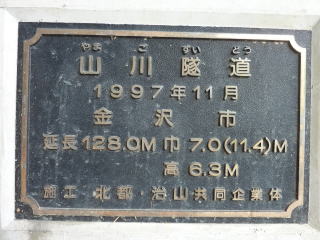 やま ご すい どう
山川隧道
1997年11月
金沢市
延長128.0M 巾 7.0(11.4)M
高 6.3M
施工 北都・治山共同企業体